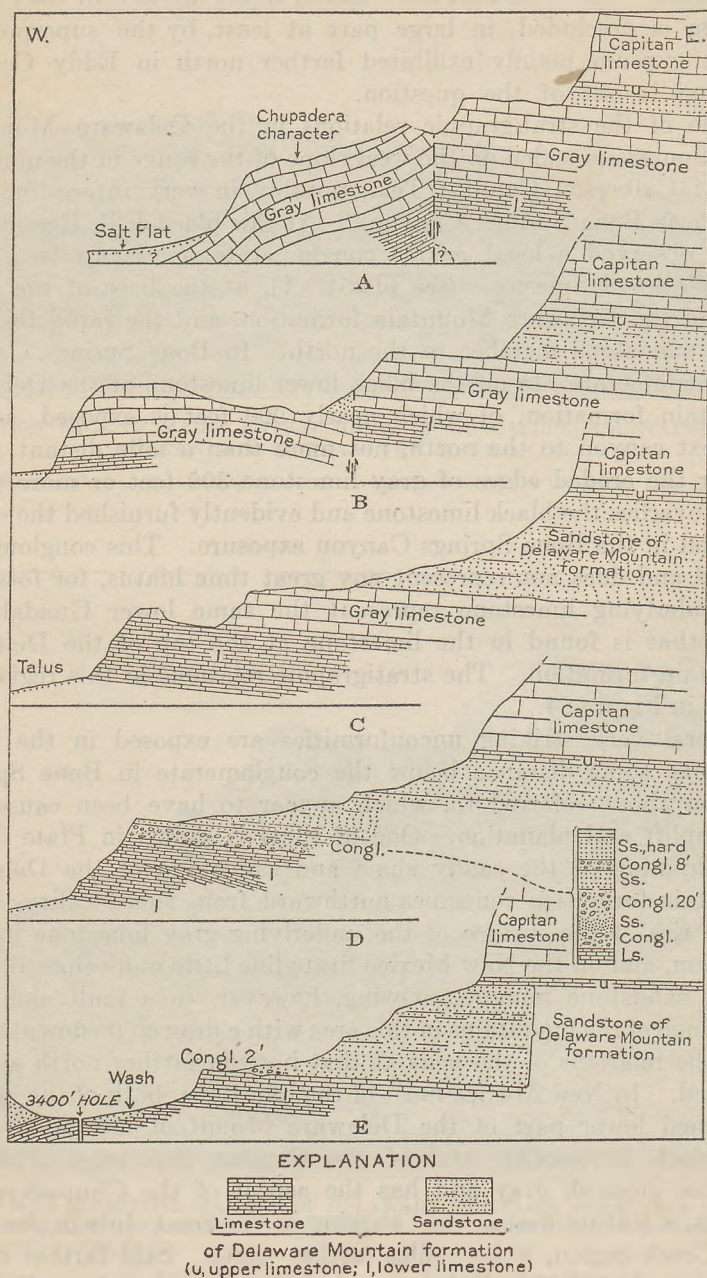 W.
E.
Capitan
limestone
u
Chupadera
character
Gray limestone
Gray limestone
l
Salt Flat
?
?
A
Capitan
limestone
u
Gray limestone
Gray limestone
l
B
Capitan
limestone
u
Sandstone of
Delaware Mountain
formation
Gray limestone
l
Talus
C
Capitan
limestone
u
Congl.
Ss., hard
Congl. 8'
Ss.
Congl. 20'
Ss.
Congl.
Ls.
D
Capitan
limestone
u
Sandstone of
Delaware Mountain
formation
Congl. 2'
Wash
3400' HOLE
l
E
EXPLANATION
Limestone
Sandstone
of Delaware Mountain formation
(u, upper limestone; l, lower limestone)